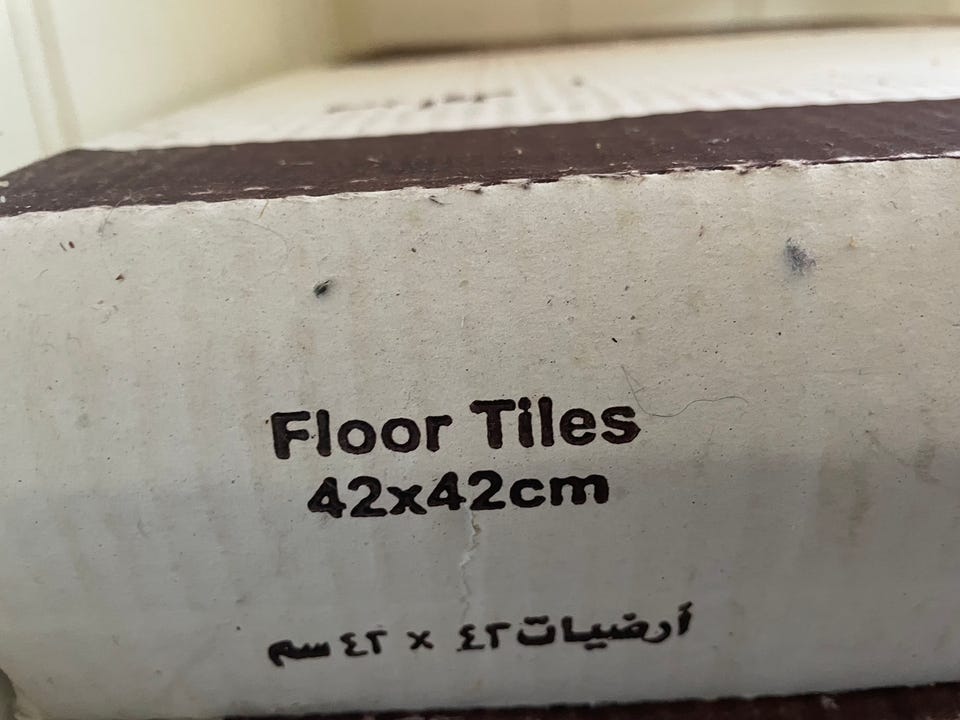 Floor Tiles
42x42cm
أرضيات ٤٢ × ٤٢ سم